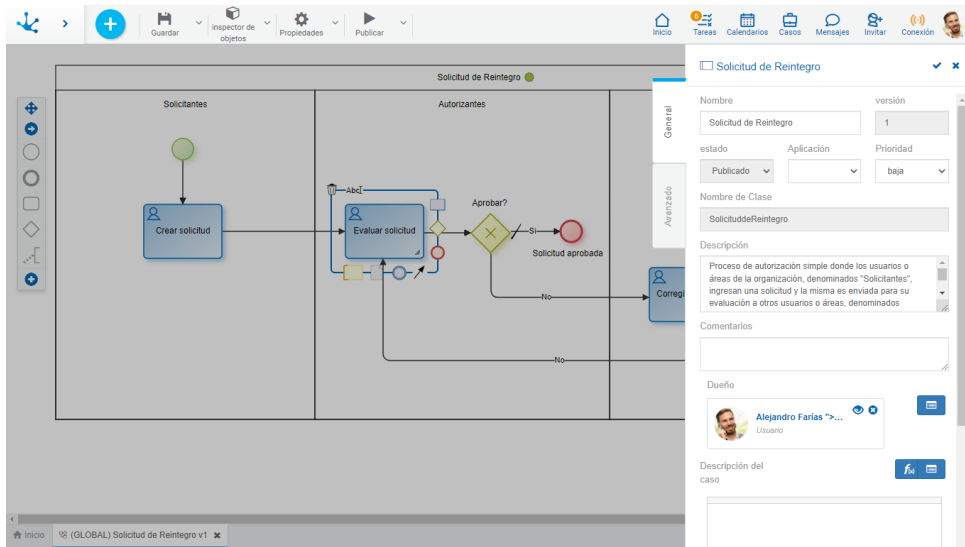 Guardar
inspector de
objetos
Propiedades
Publicar
Inicio
Tareas
6
Calendarios
Casos
Mensajes
Invitar
Conexión
Solicitud de Reintegro
Solicitantes
Autorizantes
Crear solicitud
Abc
Evaluar solicitud
Aprobar?
Si
Solicitud aprobada
No
Corregi
No
General
Avanzado
Solicitud de Reintegro
Nombre
versión
Solicitud de Reintegro
1
estado
Aplicación
Prioridad
Publicado
baja
Nombre de Clase
SolicituddeReintegro
Descripción
Proceso de autorización simple donde los usuarios o
áreas de la organización, denominados "Solicitantes",
ingresan una solicitud y la misma es enviada para su
evaluación a otros usuarios o áreas, denominados
Comentarios
Dueño
Alejandro Farías ">...
Usuario
Descripción del
caso
f(x)
Inicio
(GLOBAL) Solicitud de Reintegro v1